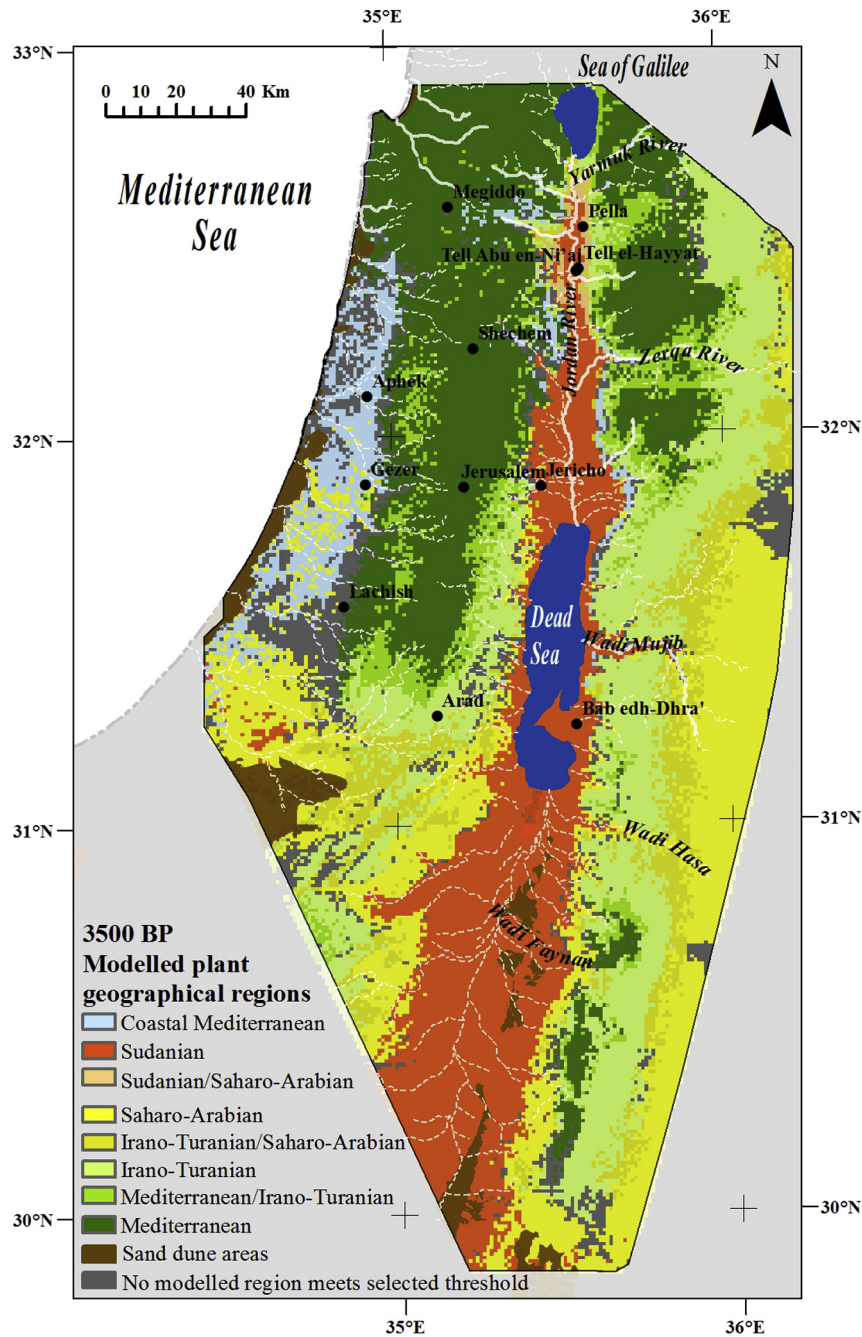 35°E
36°E
33°N
0 10 20 40 Km
Sea of Galilee
N
Mediterranean
Sea
Yarmuk River
Megiddo
Pella
Tell Abu en-Ni'aj
Tell el-Hayyat
Jordan River
Shechem
Zerqa River
Aphek
32°N
32°N
Gezer
Jerusalem
Jericho
Lachish
Dead
Sea
Wadi Mujib
Arad
Bab edh-Dhra'
31°N
31°N
Wadi Hasa
Wadi Faynan
3500 BP
Modelled plant
geographical regions
Coastal Mediterranean
Sudanian
Sudanian/Saharo-Arabian
Saharo-Arabian
Irano-Turanian/Saharo-Arabian
Irano-Turanian
Mediterranean/Irano-Turanian
Mediterranean
Sand dune areas
No modelled region meets selected threshold
30°N
30°N
35°E
36°E